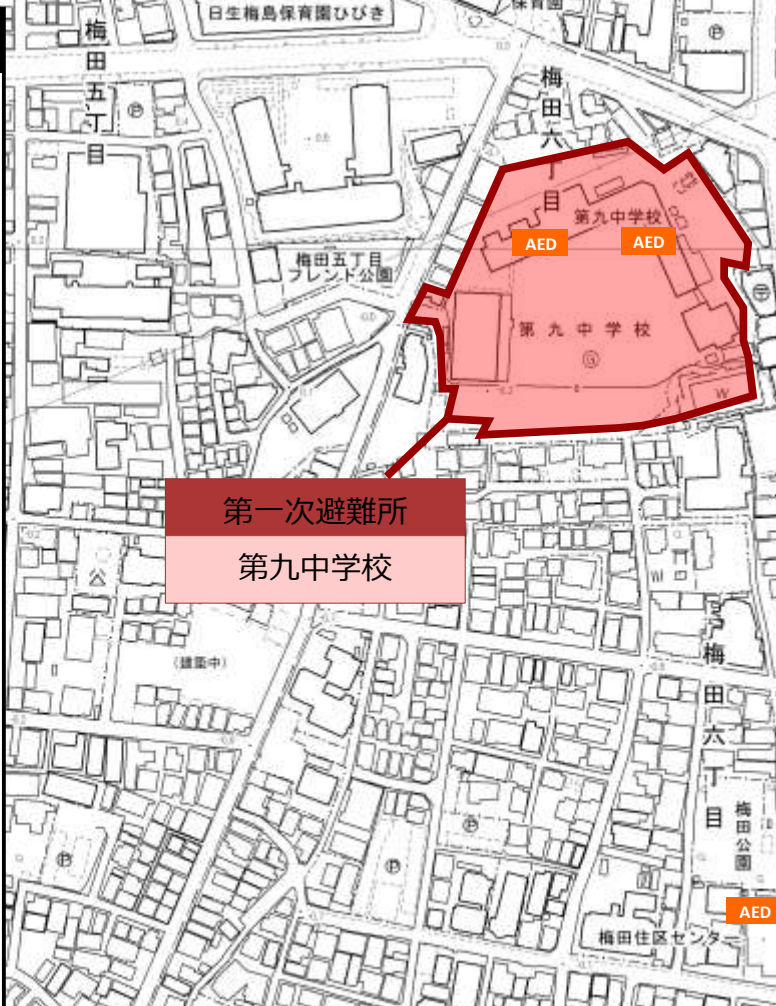 日生梅島保育園ひびき
保育園
梅田五丁目
梅田六丁目
第九中学校
AED
AED
梅田五丁目
フレンド公園
第九中学校
第一次避難所
第九中学校
(建築中)
梅田六丁目
梅田公園
AED
梅田住区センター